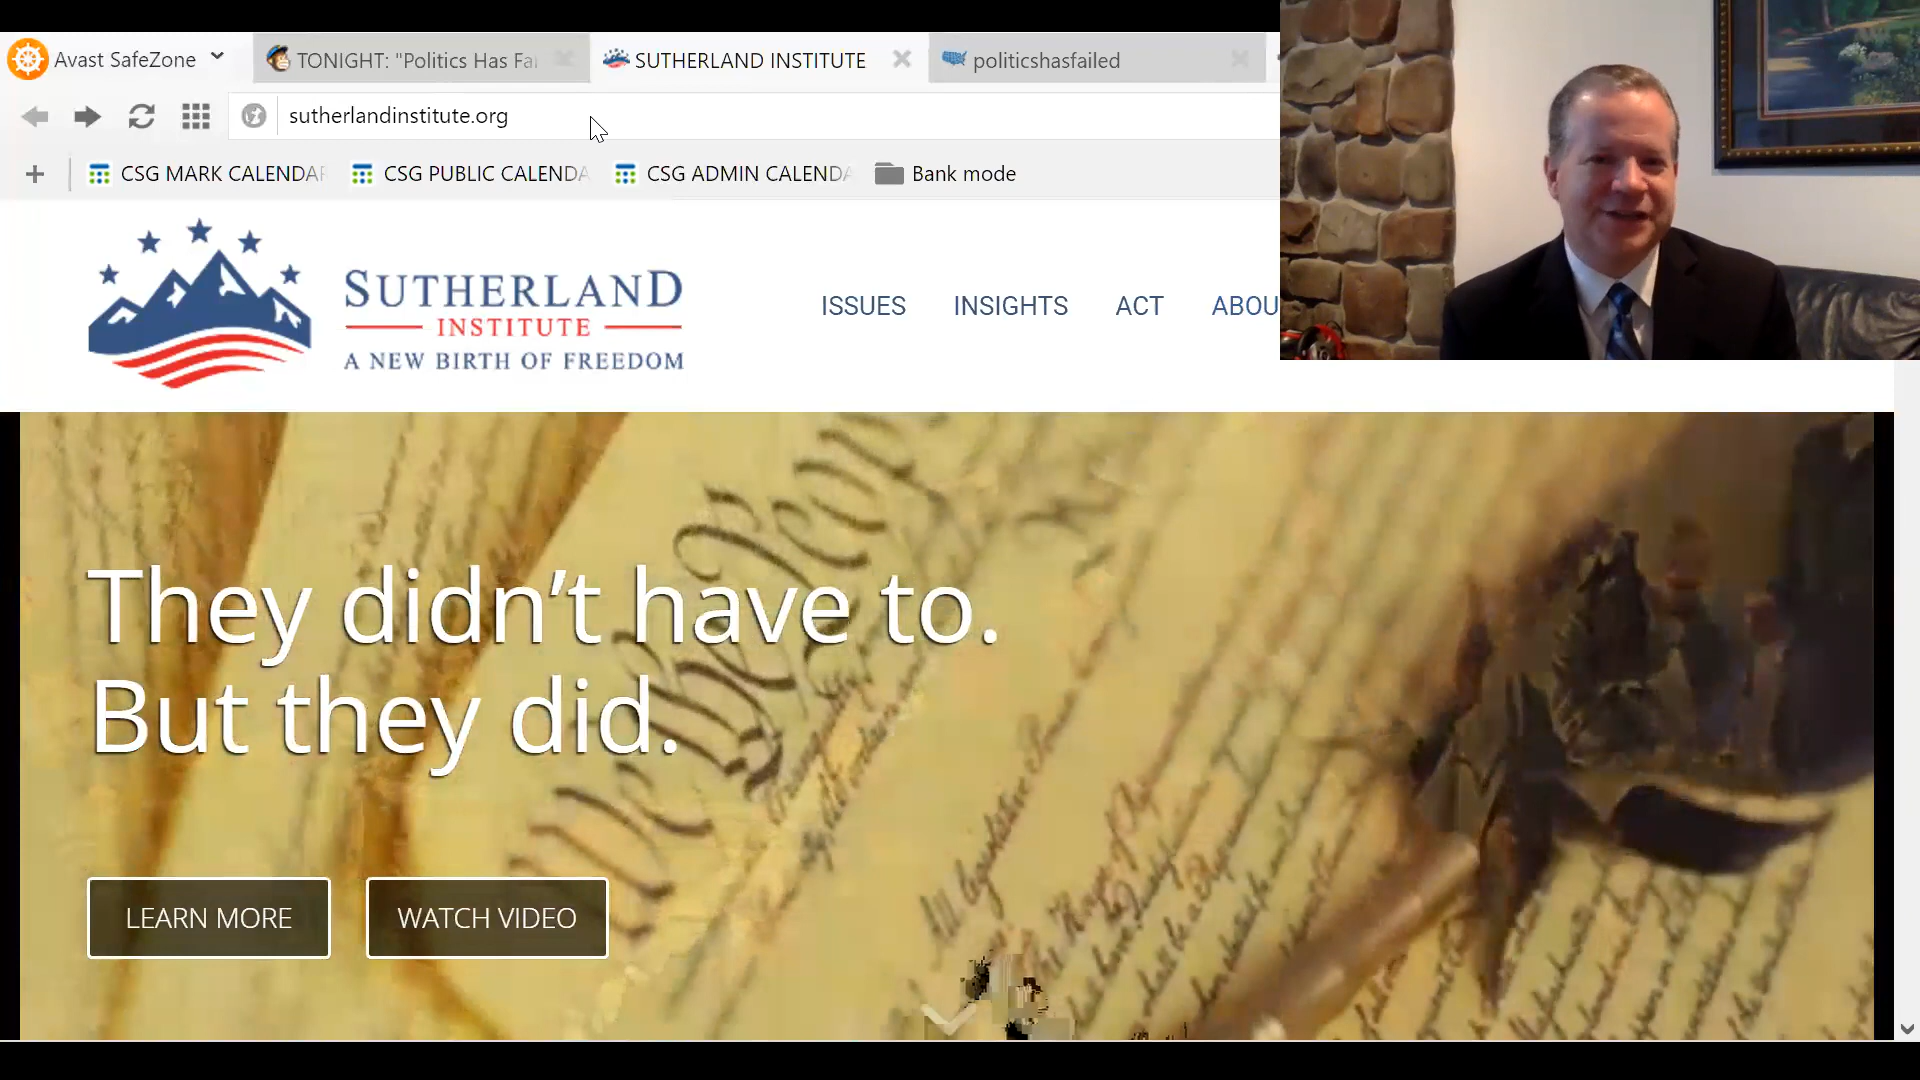 Avast SafeZone
TONIGHT: "Politics Has Fai
SUTHERLAND INSTITUTE
politicshasfailed
sutherlandinstitute.org
CSG MARK CALENDAR
CSG PUBLIC CALENDA
CSG ADMIN CALENDA
Bank mode
SUTHERLAND
INSTITUTE
A NEW BIRTH OF FREEDOM
ISSUES
INSIGHTS
ACT
ABOU
They didn't have to.
But they did.
LEARN MORE
WATCH VIDEO